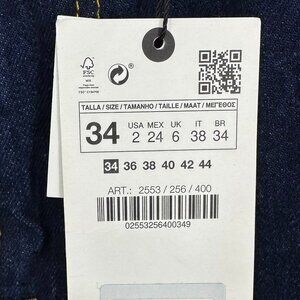 FSC
MIX
TALLA / SIZE / TAMANHO / TAILLE / MAAT / ΜΕΓΕΘΟΣ
34 USA MEX UK IT BR
2 24 6 38 34
34 36 38 40 42 44
ART.: 2553 / 256 / 400
02553256400349